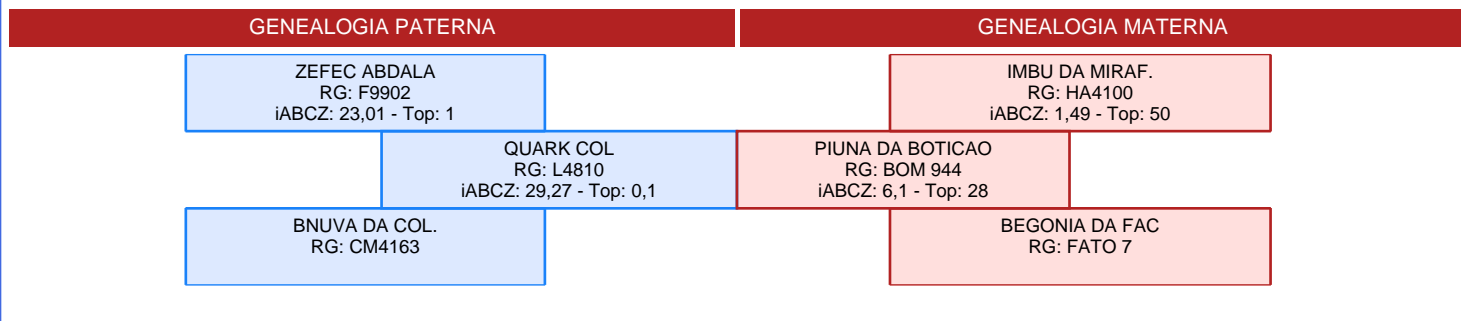 GENEALOGIA PATERNA
GENEALOGIA MATERNA
ZEFEC ABDALA
RG: F9902
iABCZ: 23,01 - Top: 1
IMBU DA MIRAF.
RG: HA4100
iABCZ: 1,49 - Top: 50
QUARK COL
RG: L4810
iABCZ: 29,27 - Top: 0,1
PIUNA DA BOTICAO
RG: BOM 944
iABCZ: 6,1 - Top: 28
BNUVA DA COL.
RG: CM4163
BEGONIA DA FAC
RG: FATO 7